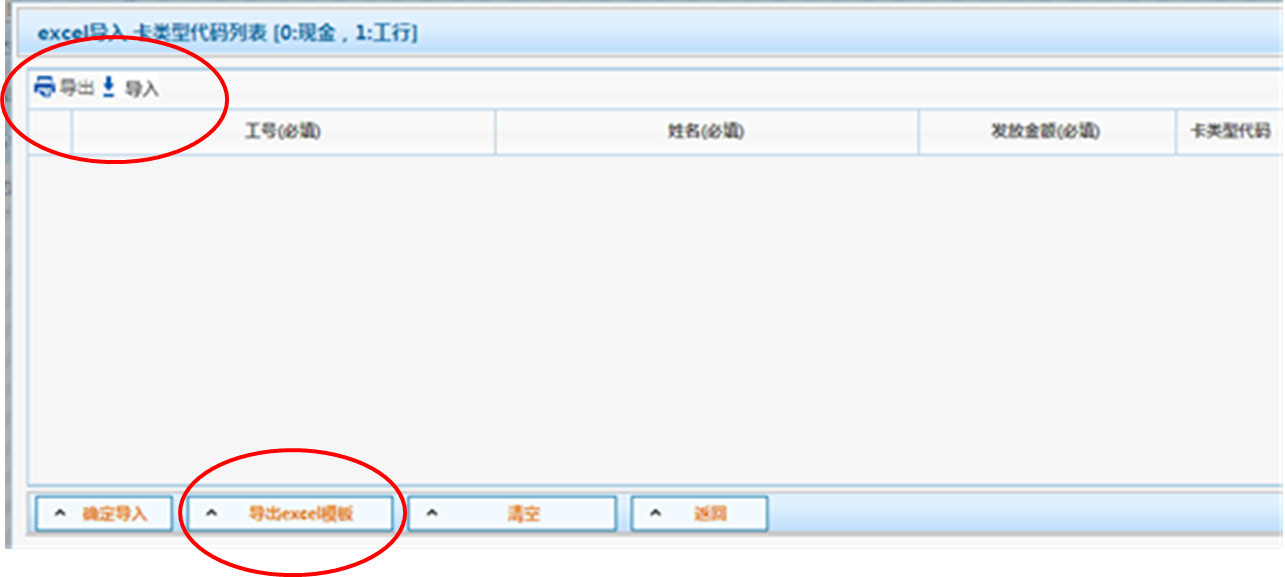 excel导入 卡类型代码列表 [0:现金，1:工行]
导出 导入
工号(必填) 姓名(必填) 发放金额(必填) 卡类型代码
确定导入 导出excel模板 清空 返回